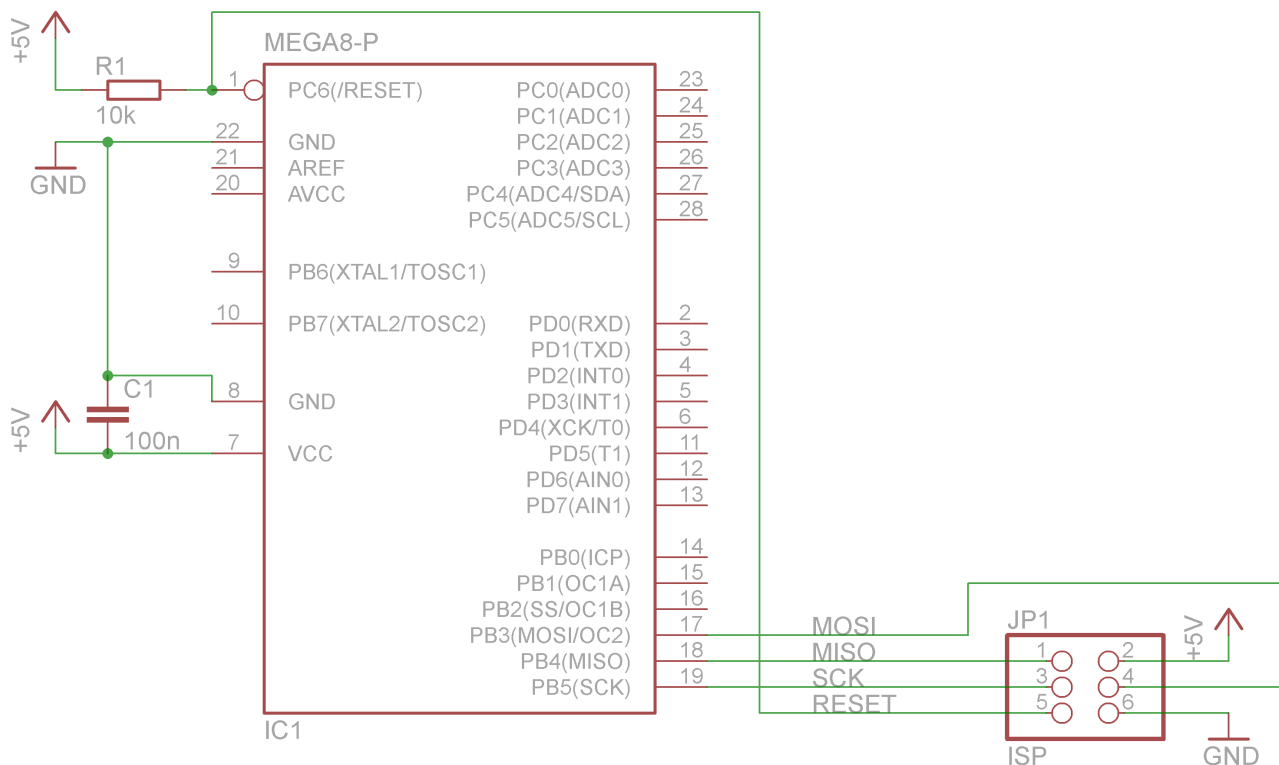 +5V
R1
10k
GND
+5V
C1
100n
MEGA8-P
1 PC6(/RESET)
22 GND
21 AREF
20 AVCC
9 PB6(XTAL1/TOSC1)
10 PB7(XTAL2/TOSC2)
8 GND
7 VCC
PC0(ADC0) 23
PC1(ADC1) 24
PC2(ADC2) 25
PC3(ADC3) 26
PC4(ADC4/SDA) 27
PC5(ADC5/SCL) 28
PD0(RXD) 2
PD1(TXD) 3
PD2(INT0) 4
PD3(INT1) 5
PD4(XCK/T0) 6
PD5(T1) 11
PD6(AIN0) 12
PD7(AIN1) 13
PB0(ICP) 14
PB1(OC1A) 15
PB2(SS/OC1B) 16
PB3(MOSI/OC2) 17
PB4(MISO) 18
PB5(SCK) 19
IC1
MOSI
MISO
SCK
RESET
JP1
1 2
3 4
5 6
ISP
+5V
GND